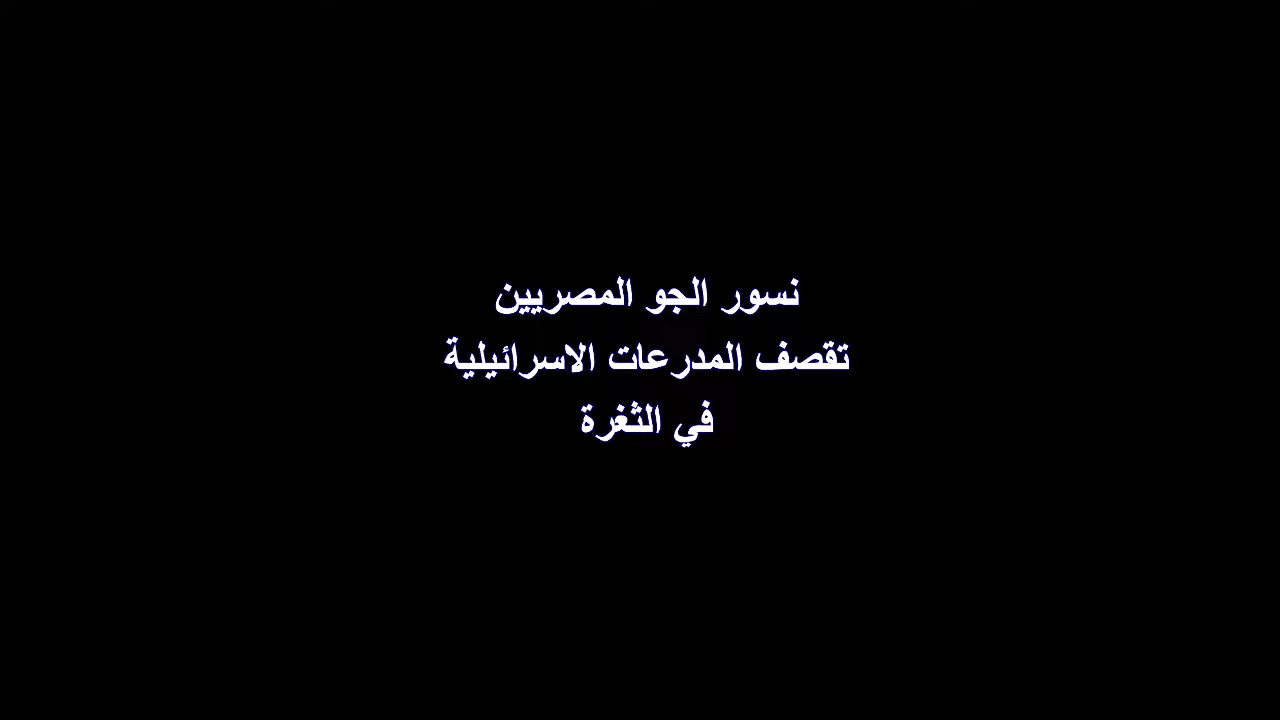 نسور الجو المصريين
تقصف المدرعات الاسرائيلية
في الثغرة